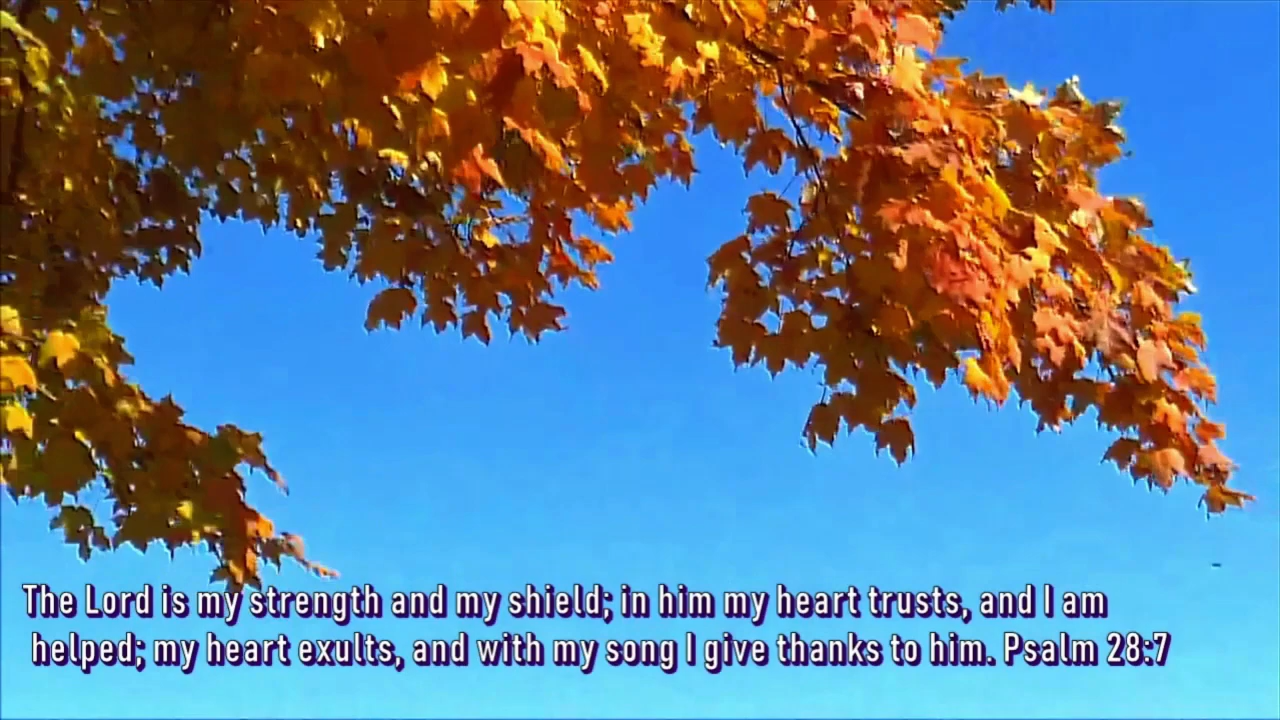 The Lord is my strength and my shield; in him my heart trusts, and I am
helped; my heart exults, and with my song I give thanks to him. Psalm 28:7